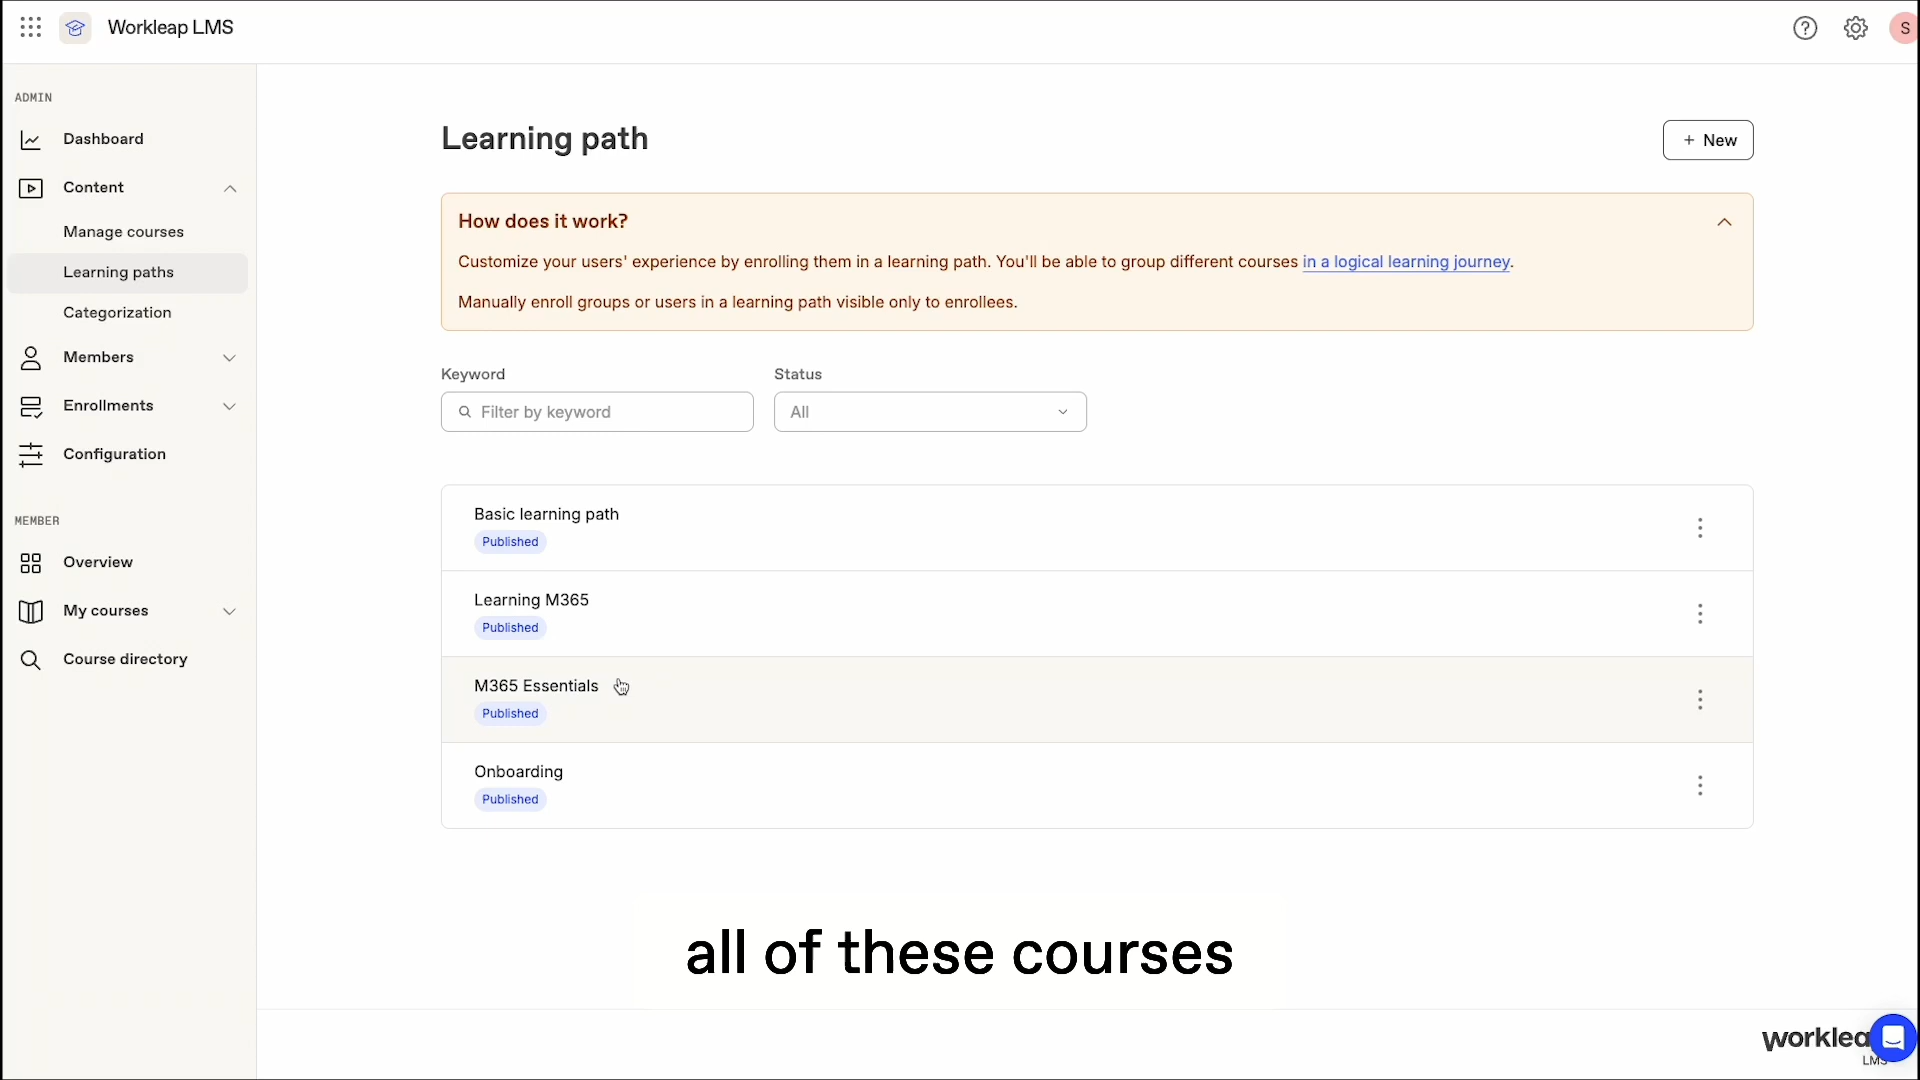 Workleap LMS
S
ADMIN
Dashboard
Content
Manage courses
Learning paths
Categorization
Members
Enrollments
Configuration
MEMBER
Overview
My courses
Course directory
Learning path
+ New
How does it work?
Customize your users' experience by enrolling them in a learning path. You'll be able to group different courses in a logical learning journey.
Manually enroll groups or users in a learning path visible only to enrollees.
Keyword
Status
Filter by keyword
All
Basic learning path
Published
Learning M365
Published
M365 Essentials
Published
Onboarding
Published
all of these courses
worklea
LMS